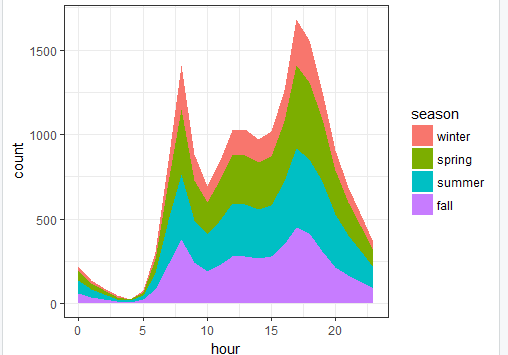 1500
1000
500
0
count
0 5 10 15 20
hour
season
winter
spring
summer
fall